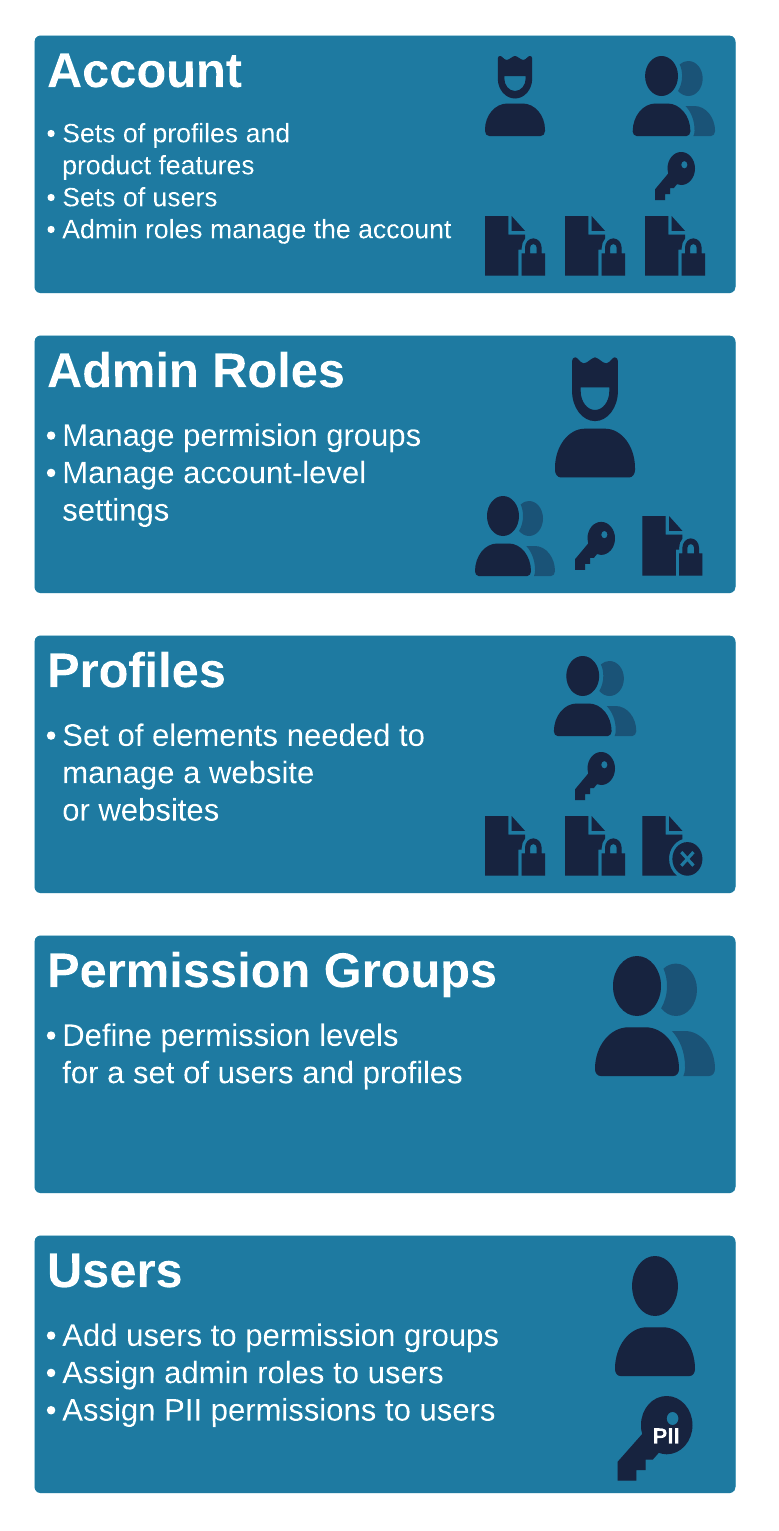 Account
• Sets of profiles and
product features
• Sets of users
• Admin roles manage the account
Admin Roles
• Manage permision groups
• Manage account-level
settings
Profiles
• Set of elements needed to
manage a website
or websites
Permission Groups
• Define permission levels
for a set of users and profiles
Users
• Add users to permission groups
• Assign admin roles to users
• Assign PII permissions to users
PII